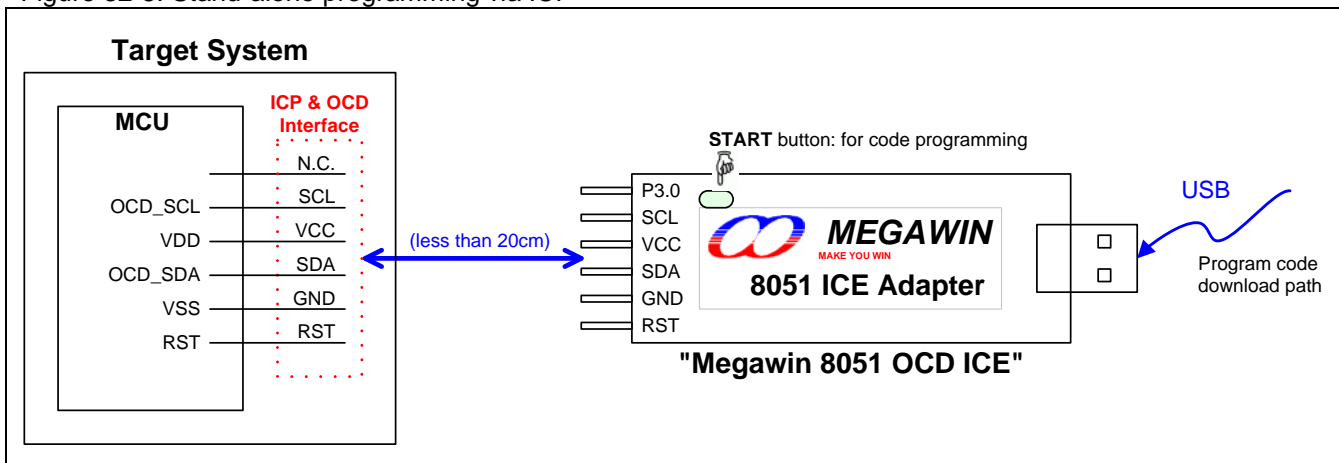 Target System
MCU
ICP & OCD
Interface
N.C.
OCD_SCL
SCL
VDD
VCC
OCD_SDA
SDA
VSS
GND
RST
RST
(less than 20cm)
START button: for code programming
P3.0
SCL
VCC
SDA
GND
RST
MEGAWIN
MAKE YOU WIN
8051 ICE Adapter
"Megawin 8051 OCD ICE"
USB
Program code
download path